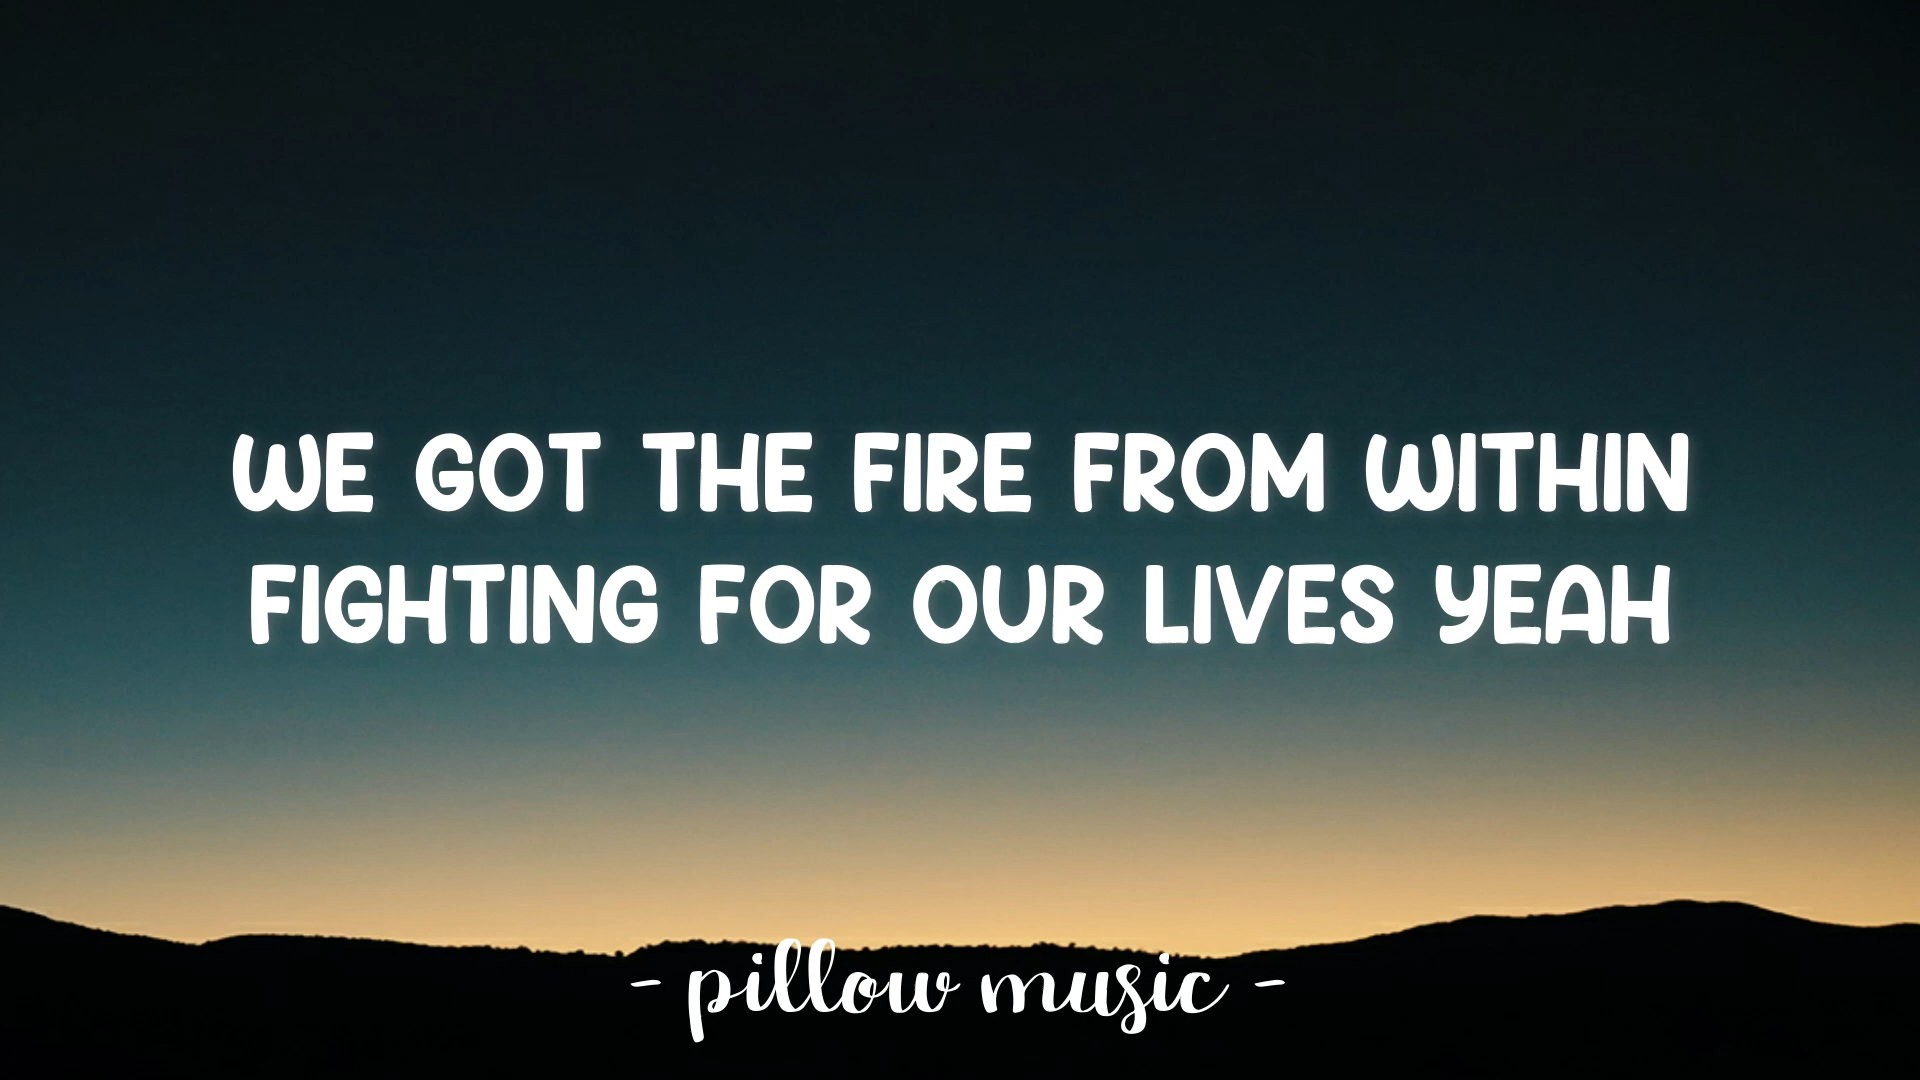 WE GOT THE FIRE FROM WITHIN
FIGHTING FOR OUR LIVES YEAH
- pillow music -